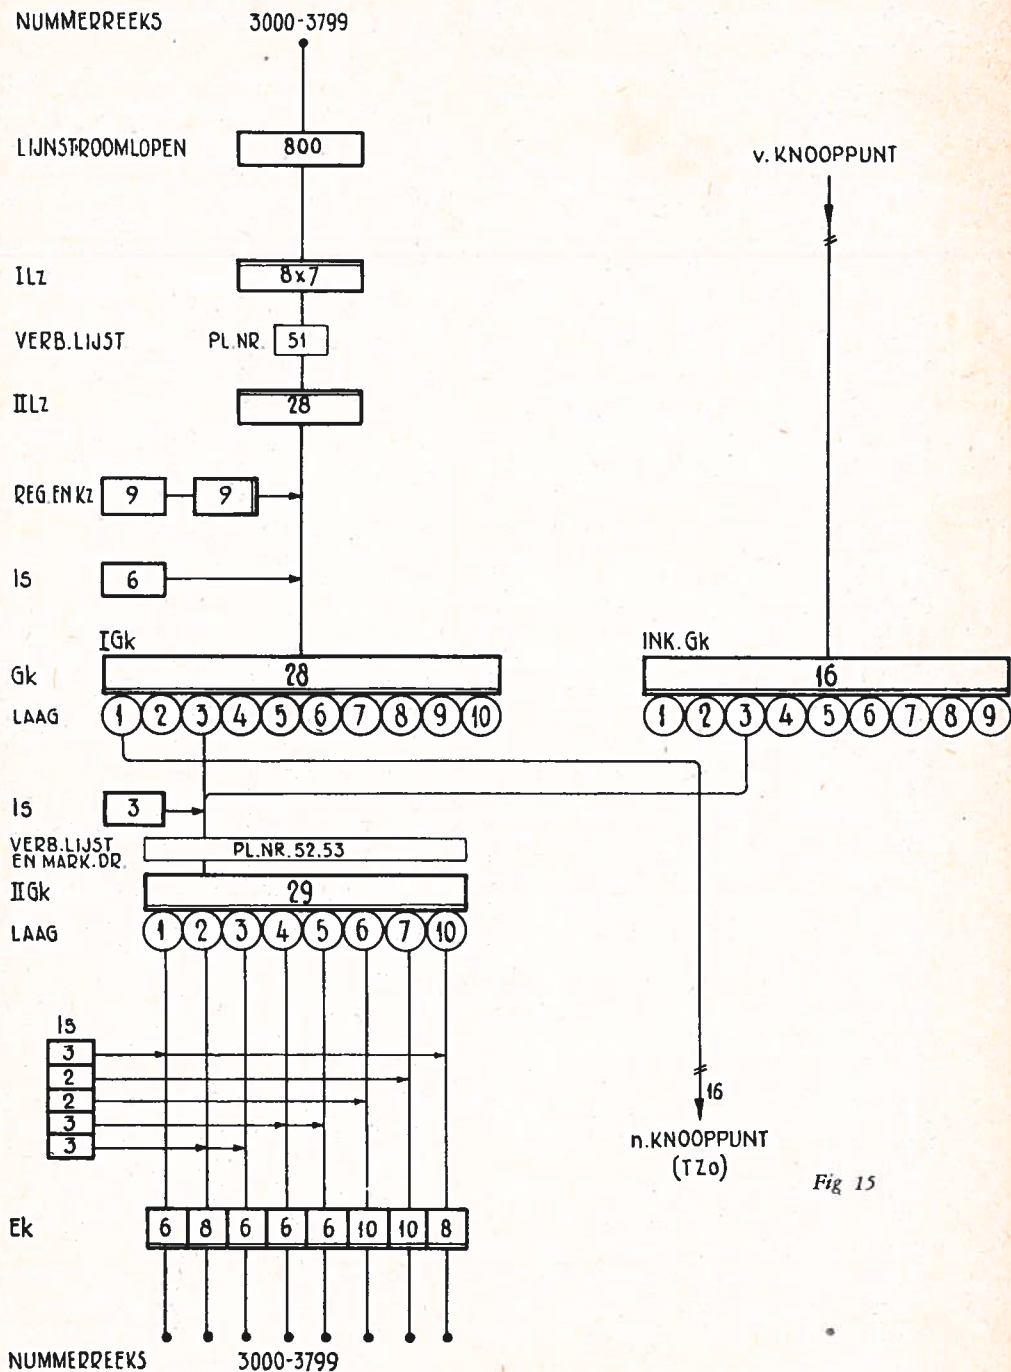 NUMMERREEKS 3000-3799
LIJNSTROOMLOPEN 800
v. KNOOPPUNT
ILz 8x7
VERB.LIJST PL.NR. 51
IILz 28
REG.EN Kz 9 9
Is 6
IGk INK.Gk
Gk 28 16
LAAG 1 2 3 4 5 6 7 8 9 10 1 2 3 4 5 6 7 8 9
Is 3
VERB.LIJST
EN MARK.DR. PL.NR.52.53
IIGk 29
LAAG 1 2 3 4 5 6 7 10
Is
3
2
2
3
3
16
n.KNOOPPUNT
(TZo)
Fig 15
Ek 6 8 6 6 6 10 10 8
NUMMERREEKS 3000-3799